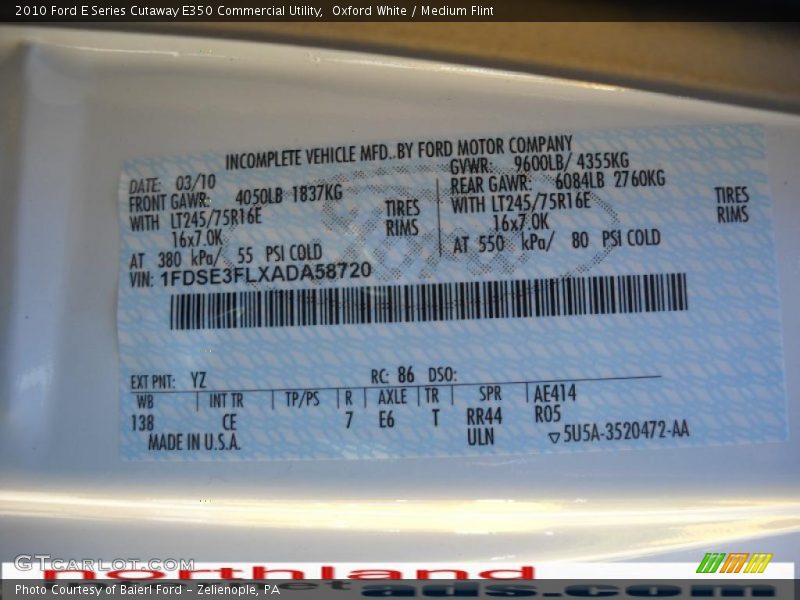 2010 Ford E Series Cutaway E350 Commercial Utility, Oxford White / Medium Flint
INCOMPLETE VEHICLE MFD..BY FORD MOTOR COMPANY
DATE: 03/10 GVWR: 9600LB/ 4355KG
FRONT GAWR: 4050LB 1837KG REAR GAWR: 6084LB 2760KG
WITH LT245/75R16E TIRES WITH LT245/75R16E TIRES
16x7.0K RIMS 16x7.0K RIMS
AT 380 kPa/ 55 PSI COLD AT 550 kPa/ 80 PSI COLD
VIN: 1FDSE3FLXADA58720
EXT PNT: YZ RC: 86 DSO:
WB INT TR TP/PS R AXLE TR SPR AE414
138 CE 7 E6 T RR44 R05
ULN
MADE IN U.S.A. ▽5U5A-3520472-AA
GTCarLot.com
northland
ads.com
Photo Courtesy of Baierl Ford - Zelienople, PA